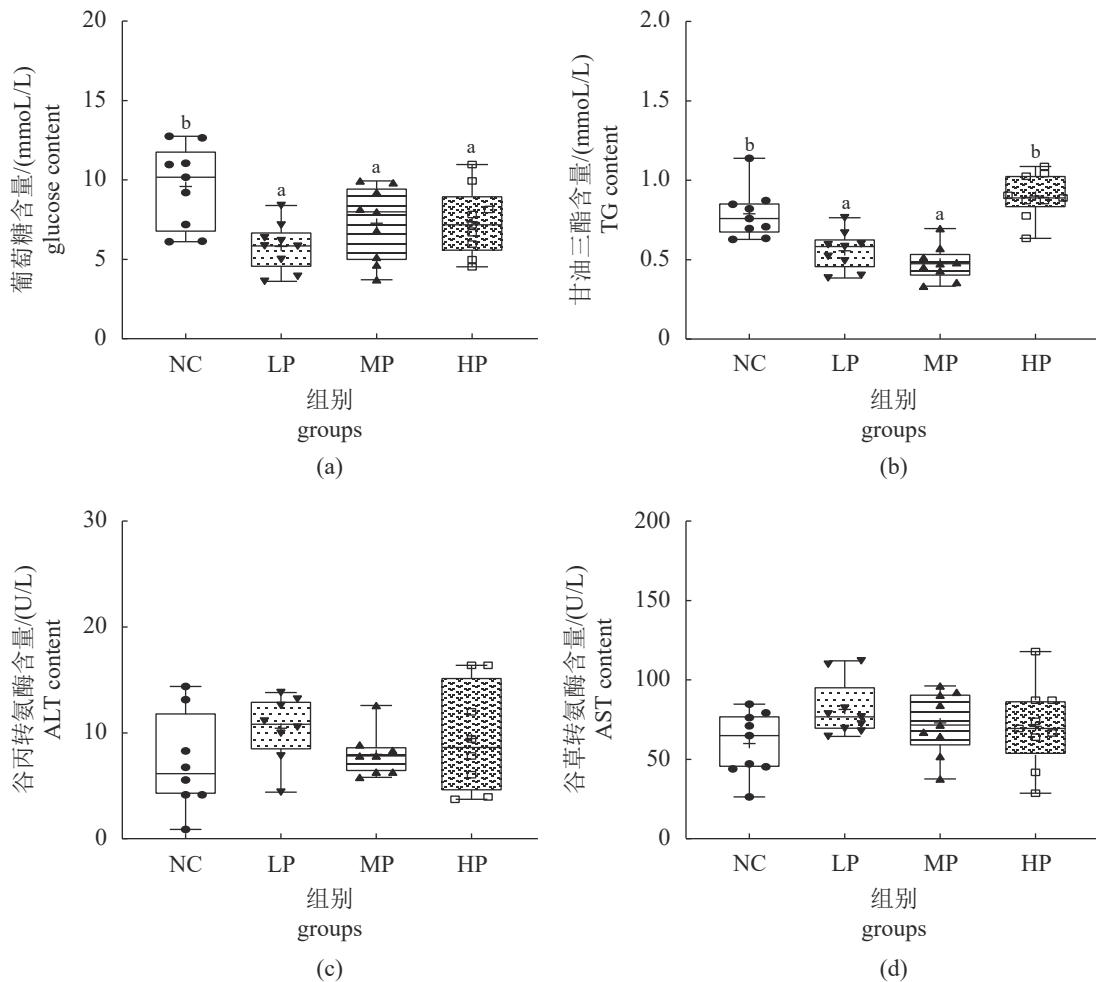 葡萄糖含量/(mmoL/L)
glucose content
20
15
10
5
0
b
a
a
a
NC
LP
MP
HP
组别
groups
(a)
甘油三酯含量/(mmoL/L)
TG content
2.0
1.5
1.0
0.5
0
b
a
a
b
NC
LP
MP
HP
组别
groups
(b)
谷丙转氨酶含量/(U/L)
ALT content
30
20
10
0
NC
LP
MP
HP
组别
groups
(c)
谷草转氨酶含量/(U/L)
AST content
200
150
100
50
0
NC
LP
MP
HP
组别
groups
(d)